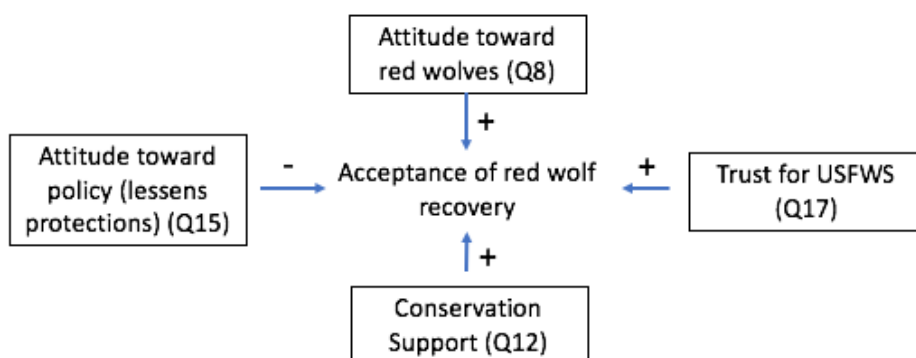 Attitude toward
red wolves (Q8)
+
Attitude toward
policy (lessens
protections) (Q15)
-
Acceptance of red wolf
recovery
+
Trust for USFWS
(Q17)
+
Conservation
Support (Q12)